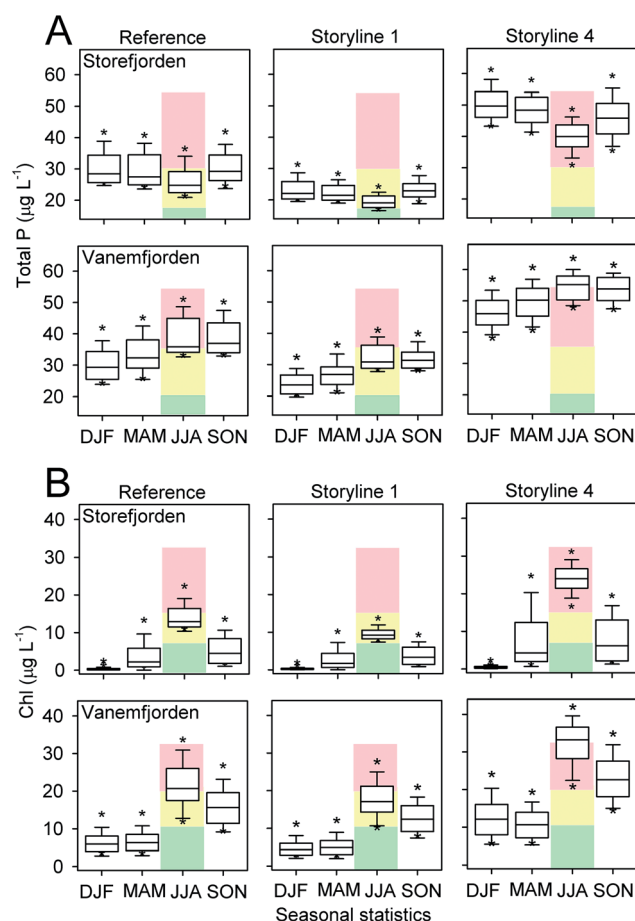 A
Reference Storyline 1 Storyline 4
Storefjorden
60
50
40
30
20
Vanemfjorden
60
50
40
30
20
Total P (µg L⁻¹)
DJF MAM JJA SON DJF MAM JJA SON DJF MAM JJA SON
B
Reference Storyline 1 Storyline 4
Storefjorden
40
30
20
10
0
Vanemfjorden
40
30
20
10
0
Chl (µg L⁻¹)
DJF MAM JJA SON DJF MAM JJA SON DJF MAM JJA SON
Seasonal statistics